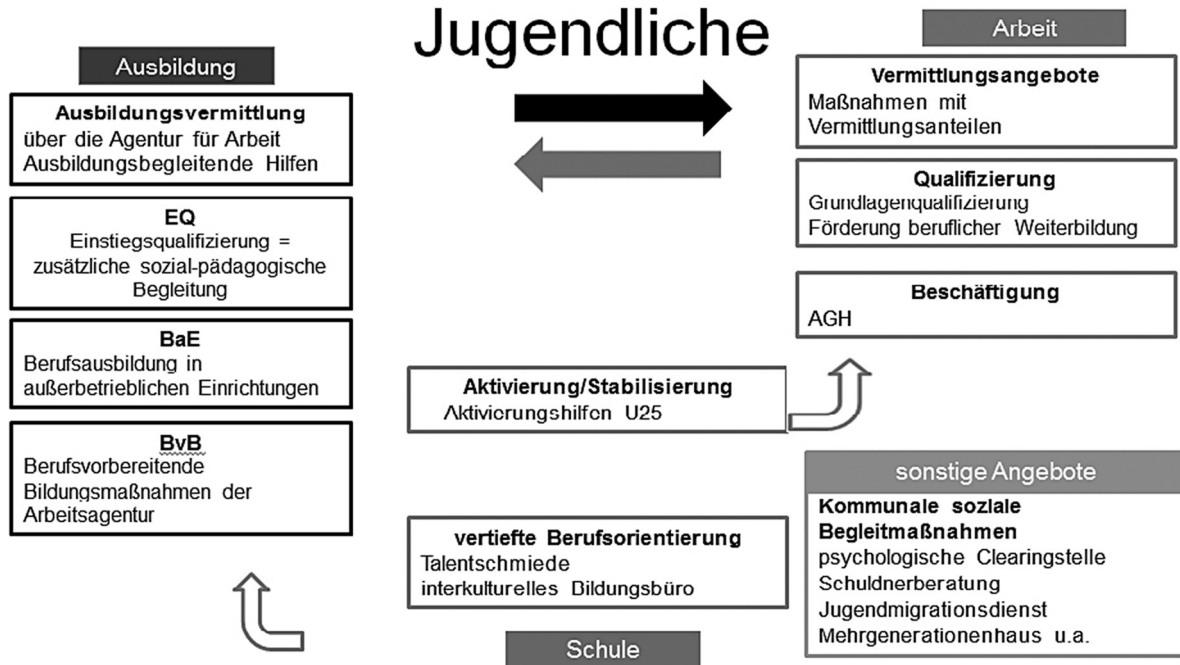 Jugendliche
Ausbildung
Ausbildungsvermittlung
über die Agentur für Arbeit
Ausbildungsbegleitende Hilfen
EQ
Einstiegsqualifizierung =
zusätzliche sozial-pädagogische
Begleitung
BaE
Berufsausbildung in
außerbetrieblichen Einrichtungen
BvB
Berufsvorbereitende
Bildungsmaßnahmen der
Arbeitsagentur
Aktivierung/Stabilisierung
Aktivierungshilfen U25
vertiefte Berufsorientierung
Talentschmiede
interkulturelles Bildungsbüro
Schule
Arbeit
Vermittlungsangebote
Maßnahmen mit
Vermittlungsanteilen
Qualifizierung
Grundlagenqualifizierung
Förderung beruflicher Weiterbildung
Beschäftigung
AGH
sonstige Angebote
Kommunale soziale
Begleitmaßnahmen
psychologische Clearingstelle
Schuldnerberatung
Jugendmigrationsdienst
Mehrgenerationenhaus u.a.